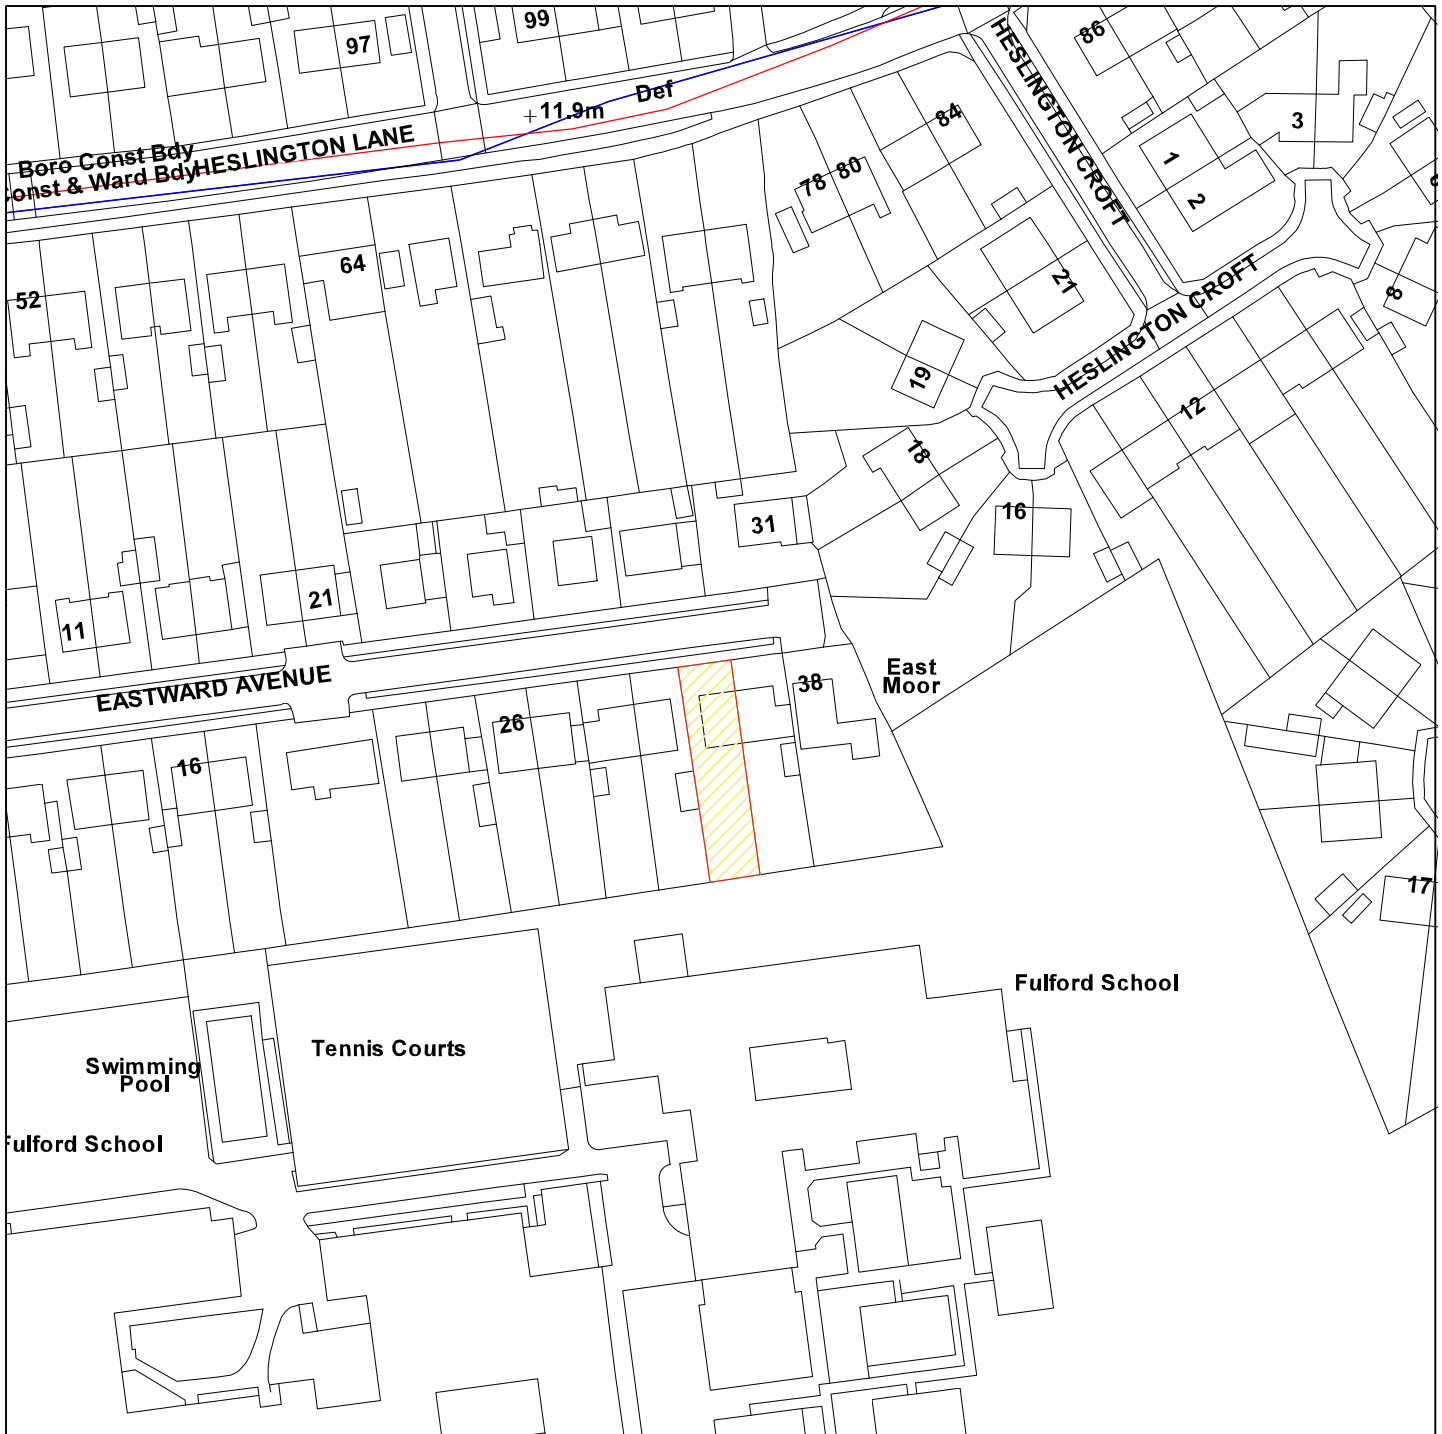 99
97
86
HESLINGTON CROFT
Def
11.9m
84
3
HESLINGTON LANE
Boro Const Bdy
Const & Ward Bdy
1
80
78
2
64
21
52
8
HESLINGTON CROFT
19
12
18
16
31
21
11
East
Moor
38
EASTWARD AVENUE
26
16
17
Fulford School
Tennis Courts
Swimming
Pool
Fulford School